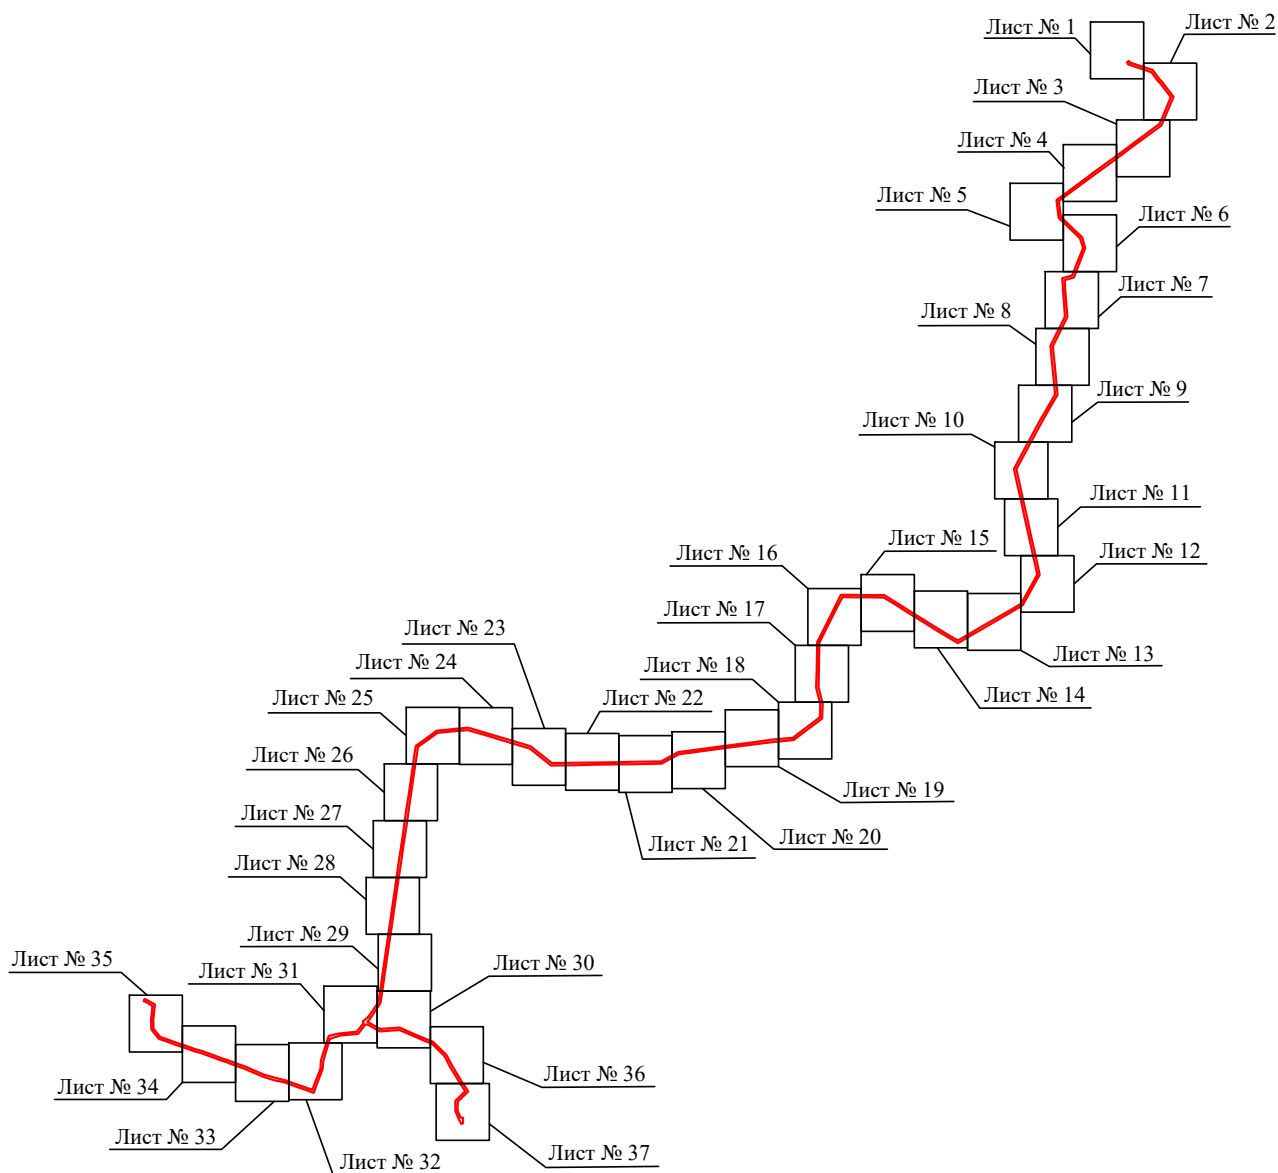 Лист № 1
Лист № 2
Лист № 3
Лист № 4
Лист № 5
Лист № 6
Лист № 7
Лист № 8
Лист № 9
Лист № 10
Лист № 11
Лист № 12
Лист № 13
Лист № 14
Лист № 15
Лист № 16
Лист № 17
Лист № 18
Лист № 19
Лист № 20
Лист № 21
Лист № 22
Лист № 23
Лист № 24
Лист № 25
Лист № 26
Лист № 27
Лист № 28
Лист № 29
Лист № 30
Лист № 31
Лист № 32
Лист № 33
Лист № 34
Лист № 35
Лист № 36
Лист № 37